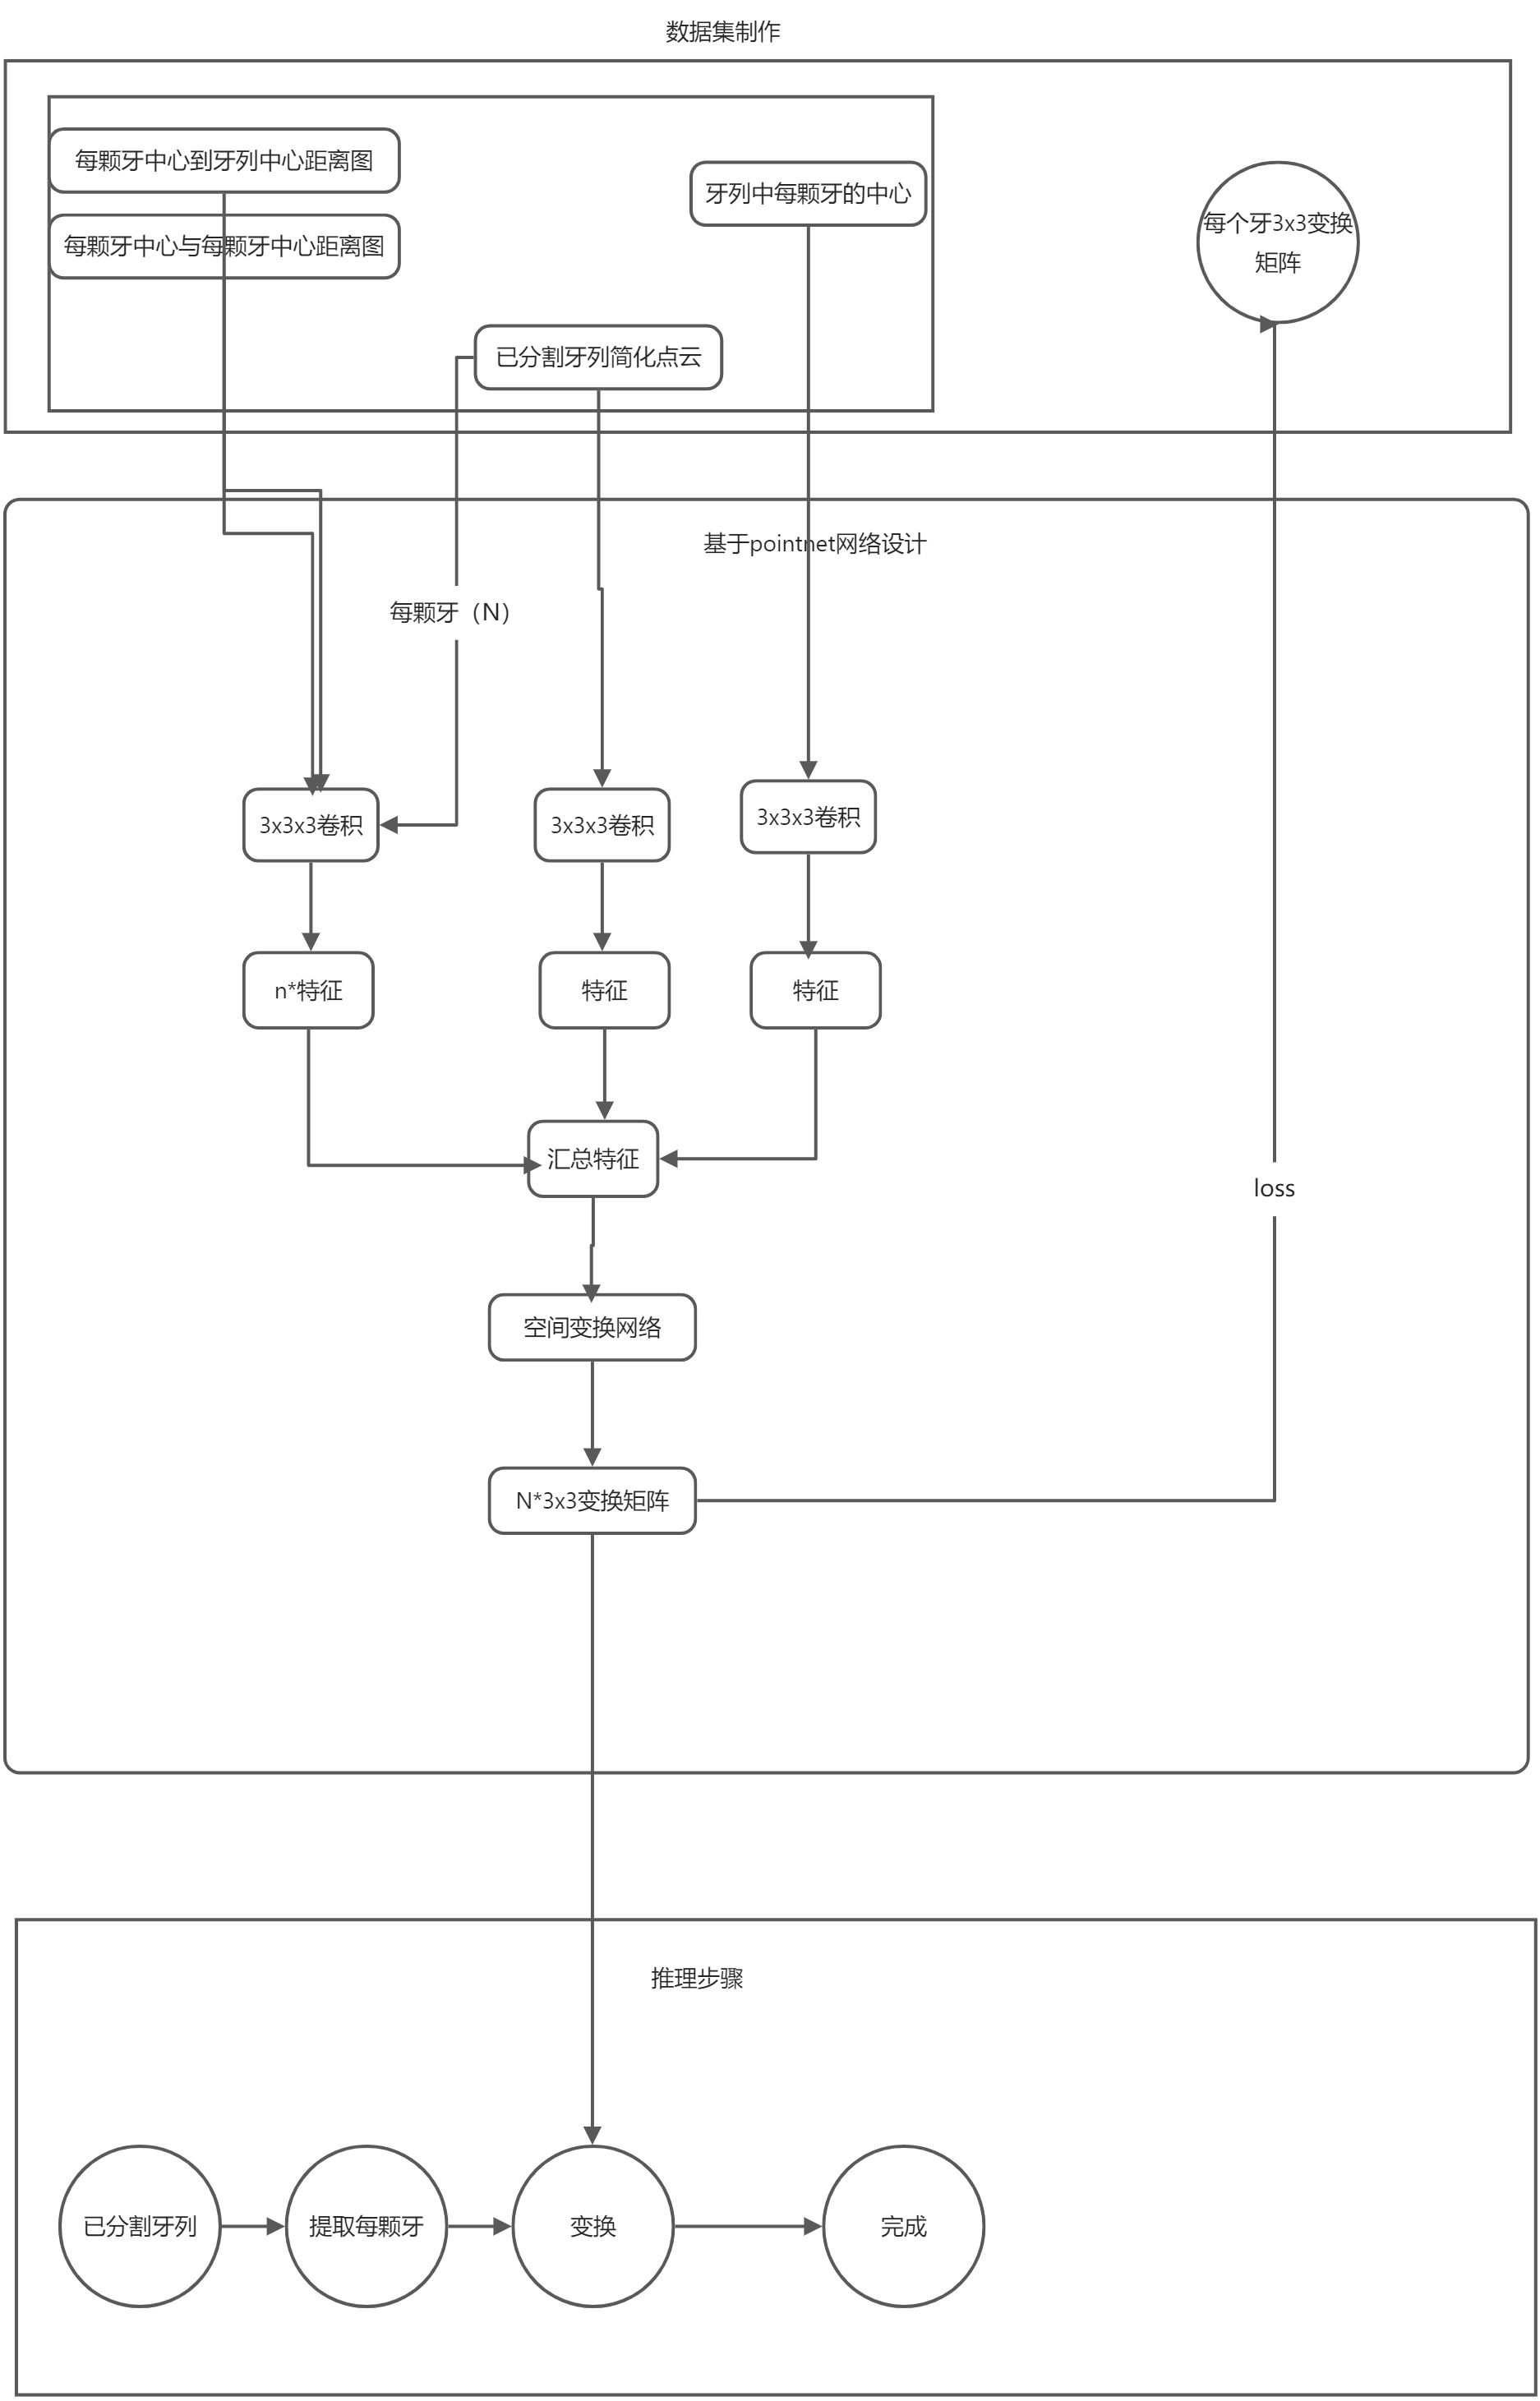 数据集制作
每颗牙中心到牙列中心距离图
牙列中每颗牙的中心
每个牙3x3变换
矩阵
每颗牙中心与每颗牙中心距离图
已分割牙列简化点云
基于pointnet网络设计
每颗牙（N）
3x3x3卷积
3x3x3卷积
3x3x3卷积
n*特征
特征
特征
汇总特征
loss
空间变换网络
N*3x3变换矩阵
推理步骤
已分割牙列
提取每颗牙
变换
完成